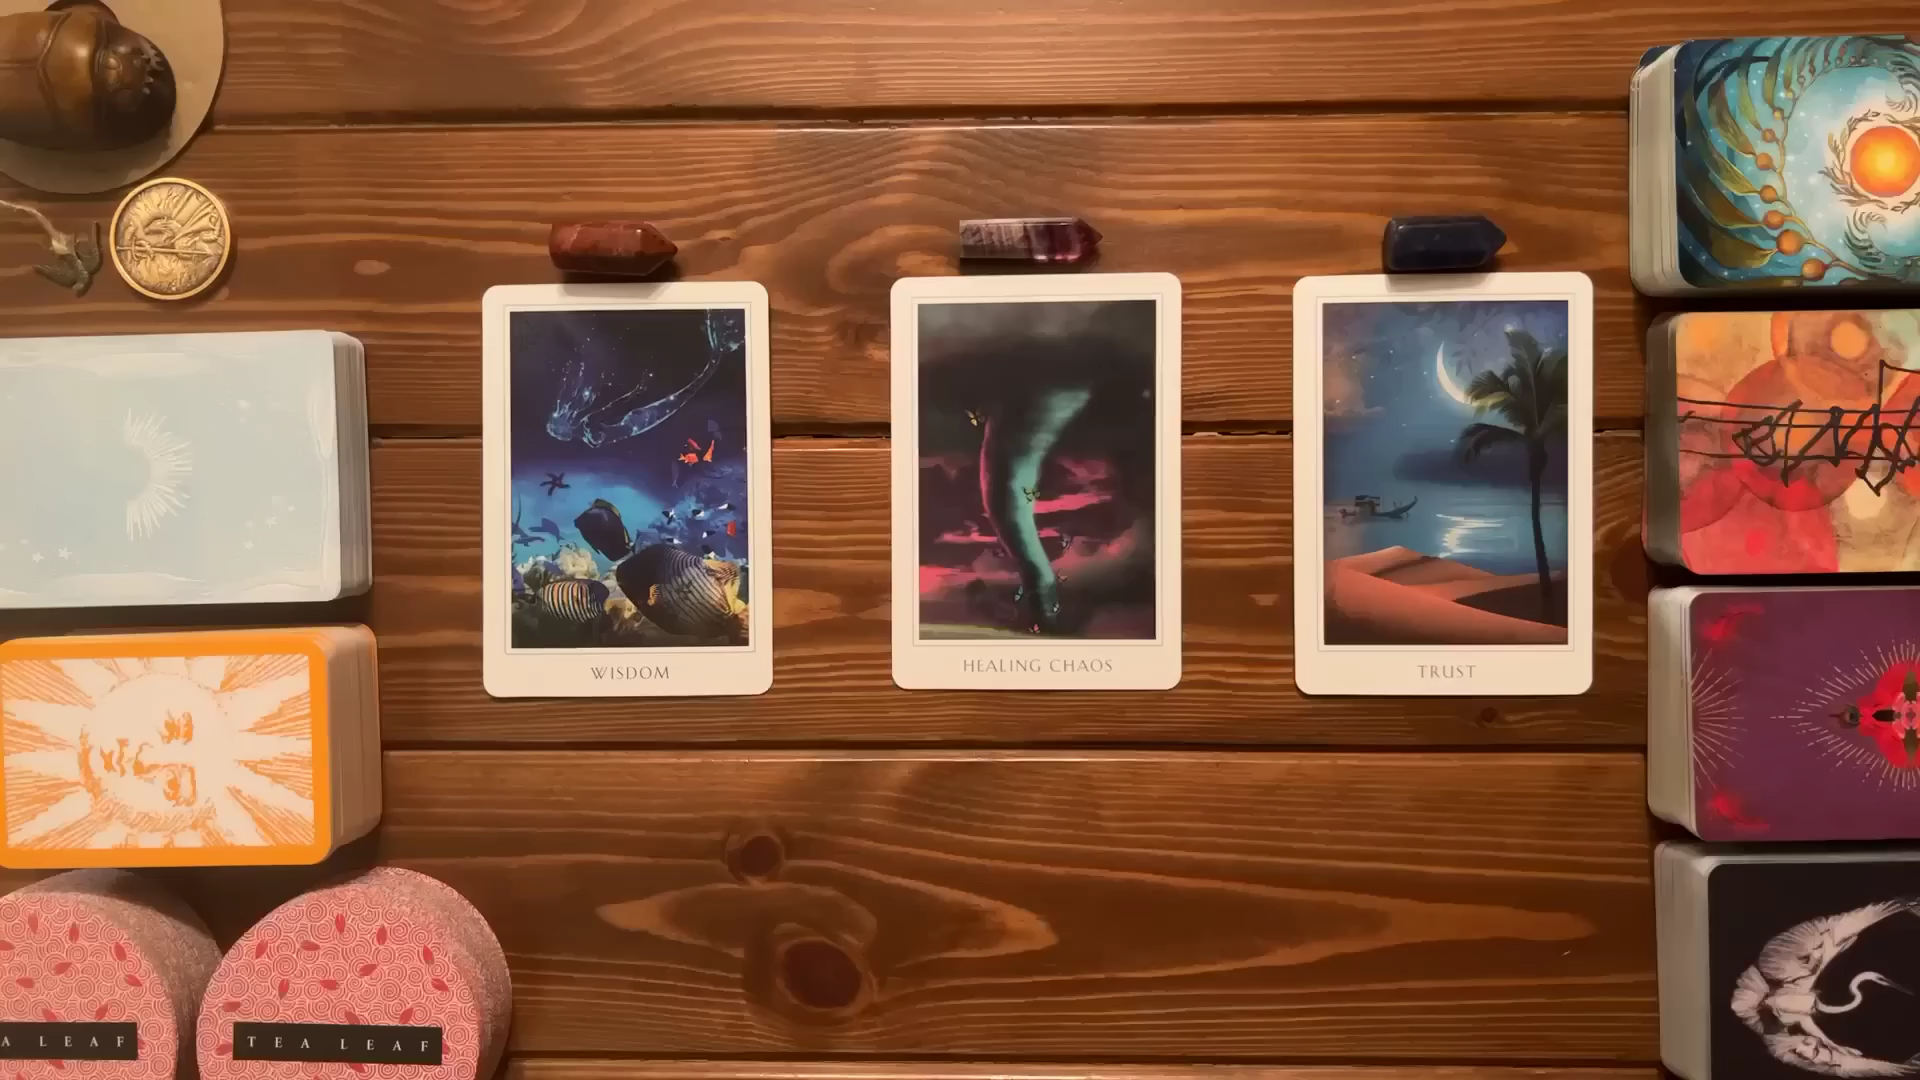 WISDOM
HEALING CHAOS
TRUST
A LEAF
TEA LEAF